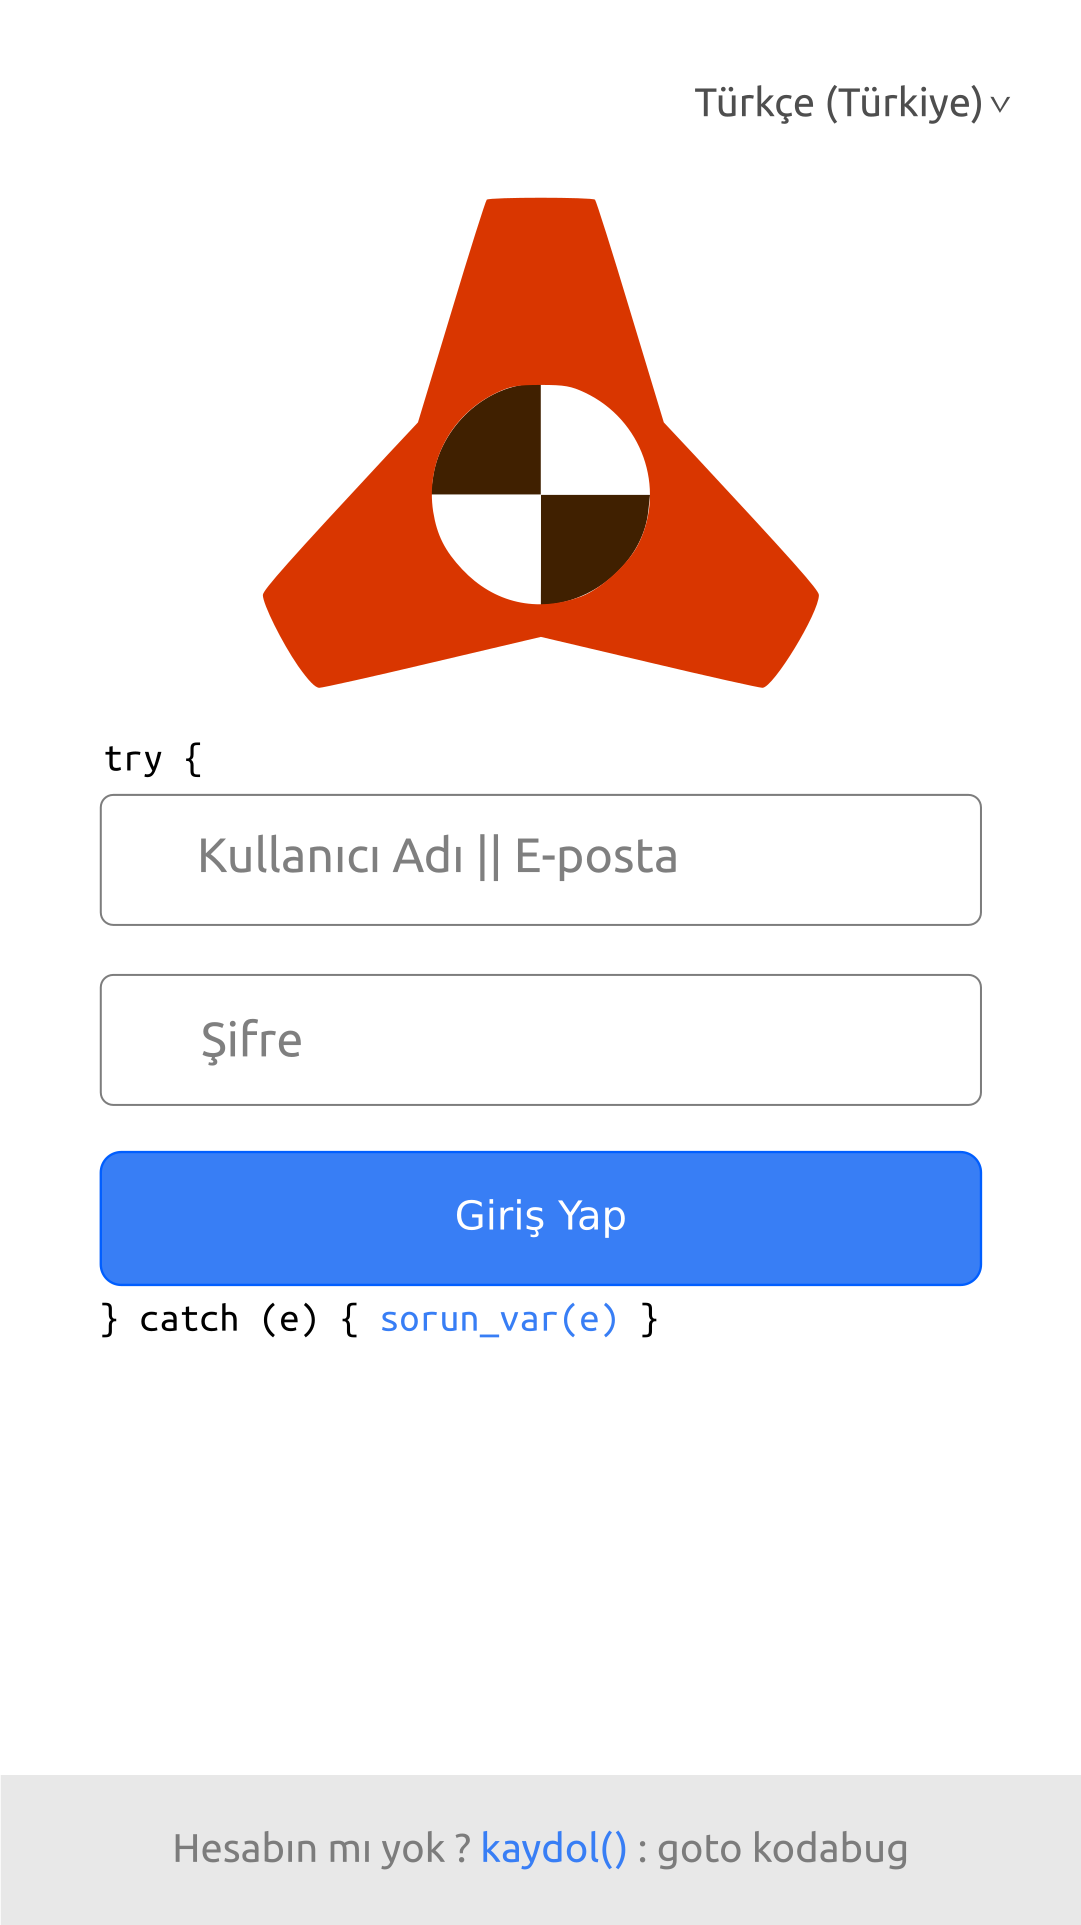 Türkçe (Türkiye)
try {
Kullanıcı Adı || E-posta
Şifre
Giriş Yap
} catch (e) { sorun_var(e) }
Hesabın mı yok ? kaydol() : goto kodabug